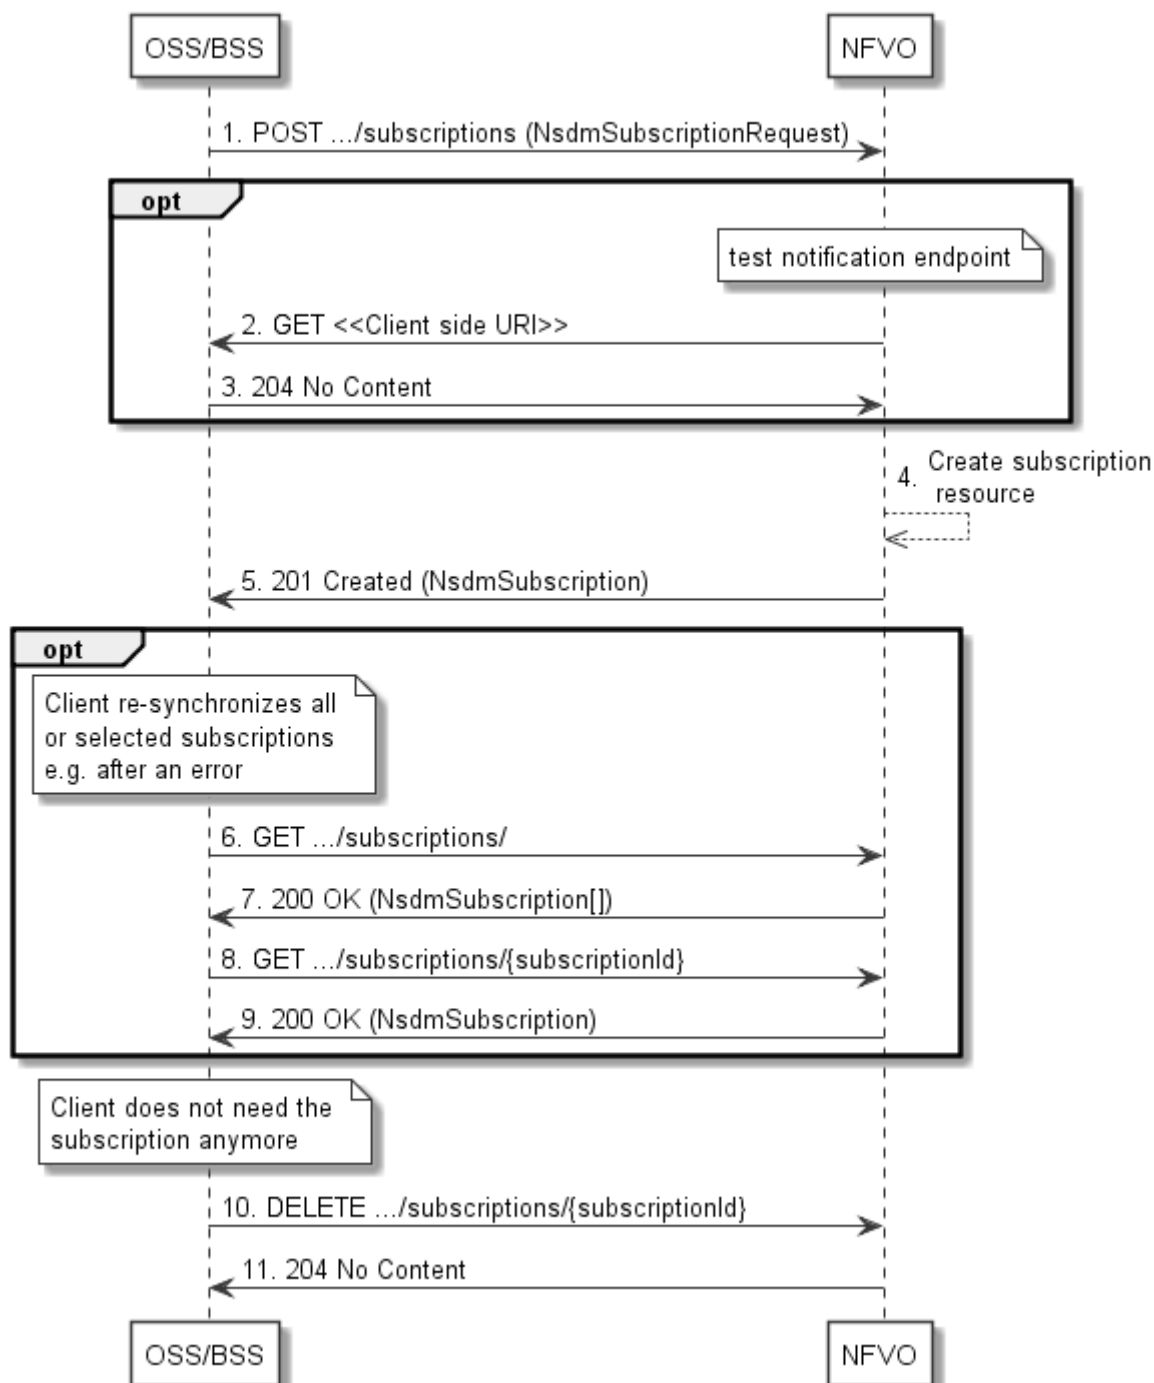 OSS/BSS
NFVO
1. POST .../subscriptions (NsdmSubscriptionRequest)
opt
test notification endpoint
2. GET <<Client side URI>>
3. 204 No Content
4. Create subscription
resource
5. 201 Created (NsdmSubscription)
opt
Client re-synchronizes all
or selected subscriptions
e.g. after an error
6. GET .../subscriptions/
7. 200 OK (NsdmSubscription[])
8. GET .../subscriptions/{subscriptionId}
9. 200 OK (NsdmSubscription)
Client does not need the
subscription anymore
10. DELETE .../subscriptions/{subscriptionId}
11. 204 No Content
OSS/BSS
NFVO